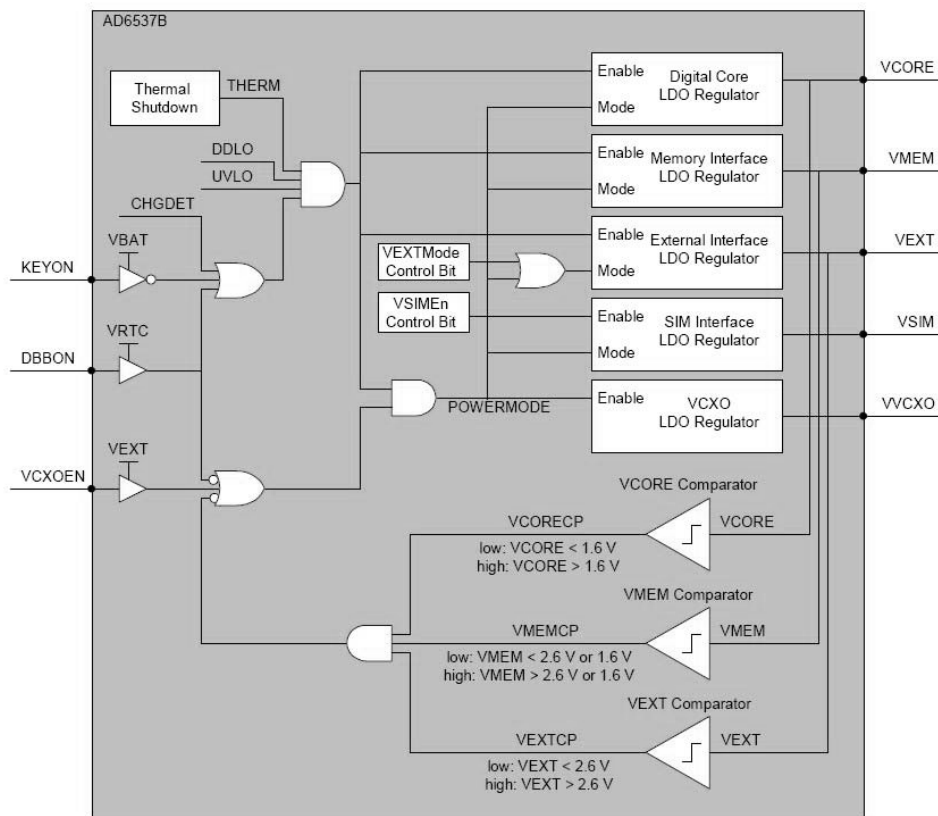 AD6537B
Thermal
Shutdown
THERM
DDLO
UVLO
CHGDET
VBAT
KEYON
VRTC
DBBON
VEXT
VCXOEN
Enable
Mode
Digital Core
LDO Regulator
VCORE
Enable
Mode
Memory Interface
LDO Regulator
VMEM
VEXTMode
Control Bit
Enable
Mode
External Interface
LDO Regulator
VEXT
VSIMEn
Control Bit
Enable
Mode
SIM Interface
LDO Regulator
VSIM
POWERMODE
Enable
VCXO
LDO Regulator
VVCXO
VCORE Comparator
VCORECP
VCORE
low: VCORE < 1.6 V
high: VCORE > 1.6 V
VMEM Comparator
VMEMCP
VMEM
low: VMEM < 2.6 V or 1.6 V
high: VMEM > 2.6 V or 1.6 V
VEXT Comparator
VEXTCP
VEXT
low: VEXT < 2.6 V
high: VEXT > 2.6 V